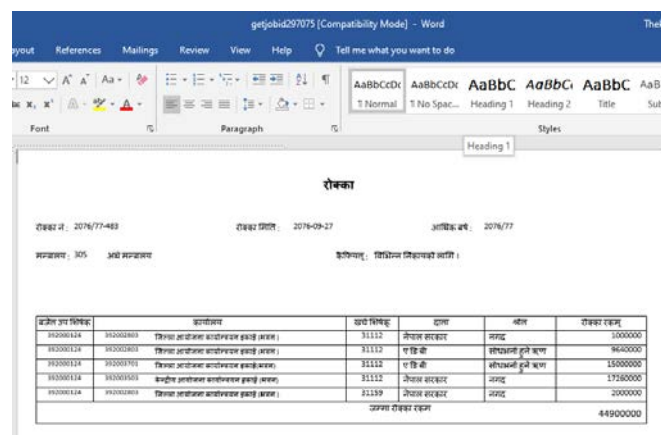 getjobid297075 [Compatibility Mode] - Word
References Mailings Review View Help Tell me what you want to do
12
AaBbCcDc AaBbCcDc AaBbC AaBbC AaBbC
¶ Normal ¶ No Spac... Heading 1 Heading 2 Title
Font Paragraph Styles
Heading 1
रोक्का
रोक्का नं : 2076/77-483 रोक्का मिति : 2076-09-27 आर्थिक वर्ष : 2076/77
मन्त्रालय : 305 अर्थ मन्त्रालय कैफियत् : विभिन्न निकायको लागि ।
बजेट उप शिर्षक् कार्यालय खर्च शिर्षक् दाता श्रोत रोक्का रकम्
392000124 392002803 जिल्ला आयोजना कार्यान्वयन इकाई (भवन) 31112 नेपाल सरकार नगद 1000000
392000124 392002803 जिल्ला आयोजना कार्यान्वयन इकाई (भवन) 31112 ए डि बी सोधभर्ना हुने ऋण 9640000
392000124 392003701 जिल्ला आयोजना कार्यान्वयन इकाई(भवन) 31112 ए डि बी सोधभर्ना हुने ऋण 15000000
392000124 392003503 केन्द्रीय आयोजना कार्यान्वयन इकाई (भवन) 31112 नेपाल सरकार नगद 17260000
392000124 392002803 जिल्ला आयोजना कार्यान्वयन इकाई (भवन) 31159 नेपाल सरकार नगद 2000000
जम्मा रोक्का रकम 44900000